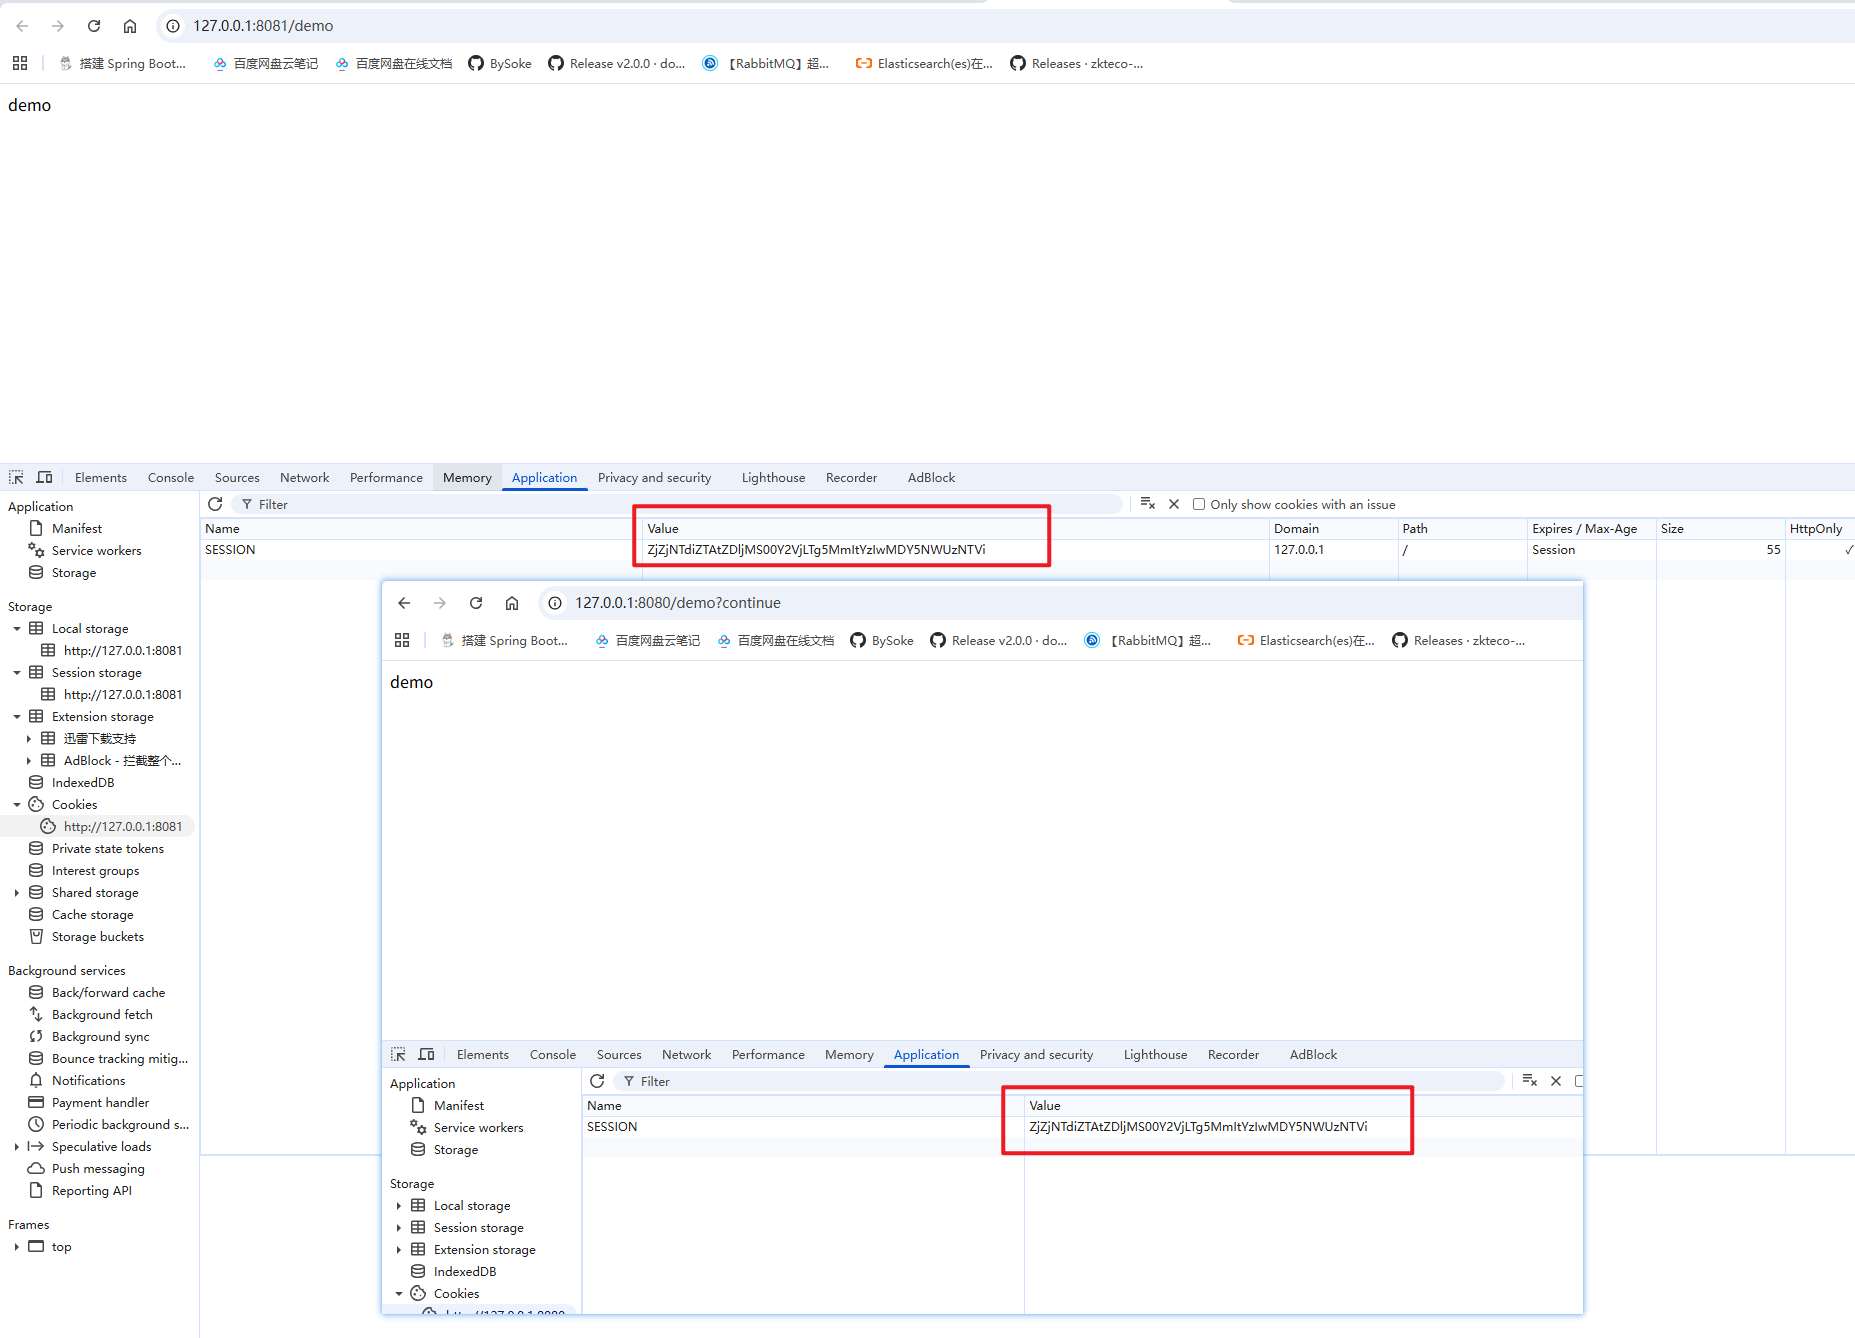 127.0.0.1:8081/demo
搭建 Spring Boot... 百度网盘云笔记 百度网盘在线文档 BySoke Release v2.0.0 · do... 【RabbitMQ】超... Elasticsearch(es)在... Releases · zkteco-...
demo
Elements Console Sources Network Performance Memory Application Privacy and security Lighthouse Recorder AdBlock
Application
Manifest
Service workers
Storage
Storage
Local storage
http://127.0.0.1:8081
Session storage
http://127.0.0.1:8081
Extension storage
迅雷下载支持
AdBlock - 拦截整个...
IndexedDB
Cookies
http://127.0.0.1:8081
Private state tokens
Interest groups
Shared storage
Cache storage
Storage buckets
Background services
Back/forward cache
Background fetch
Background sync
Bounce tracking mitig...
Notifications
Payment handler
Periodic background s...
Speculative loads
Push messaging
Reporting API
Frames
top
Filter Only show cookies with an issue
Name Value Domain Path Expires / Max-Age Size HttpOnly
SESSION ZjZjNTdiZTAtZDljMS00Y2VjLTg5MmItYzIwMDY5NWUzNTVi 127.0.0.1 / Session 55 ✓
127.0.0.1:8080/demo?continue
搭建 Spring Boot... 百度网盘云笔记 百度网盘在线文档 BySoke Release v2.0.0 · do... 【RabbitMQ】超... Elasticsearch(es)在... Releases · zkteco-...
demo
Elements Console Sources Network Performance Memory Application Privacy and security Lighthouse Recorder AdBlock
Application
Manifest
Service workers
Storage
Storage
Local storage
Session storage
Extension storage
IndexedDB
Cookies
http://127.0.0.1:8080
Filter
Name Value
SESSION ZjZjNTdiZTAtZDljMS00Y2VjLTg5MmItYzIwMDY5NWUzNTVi